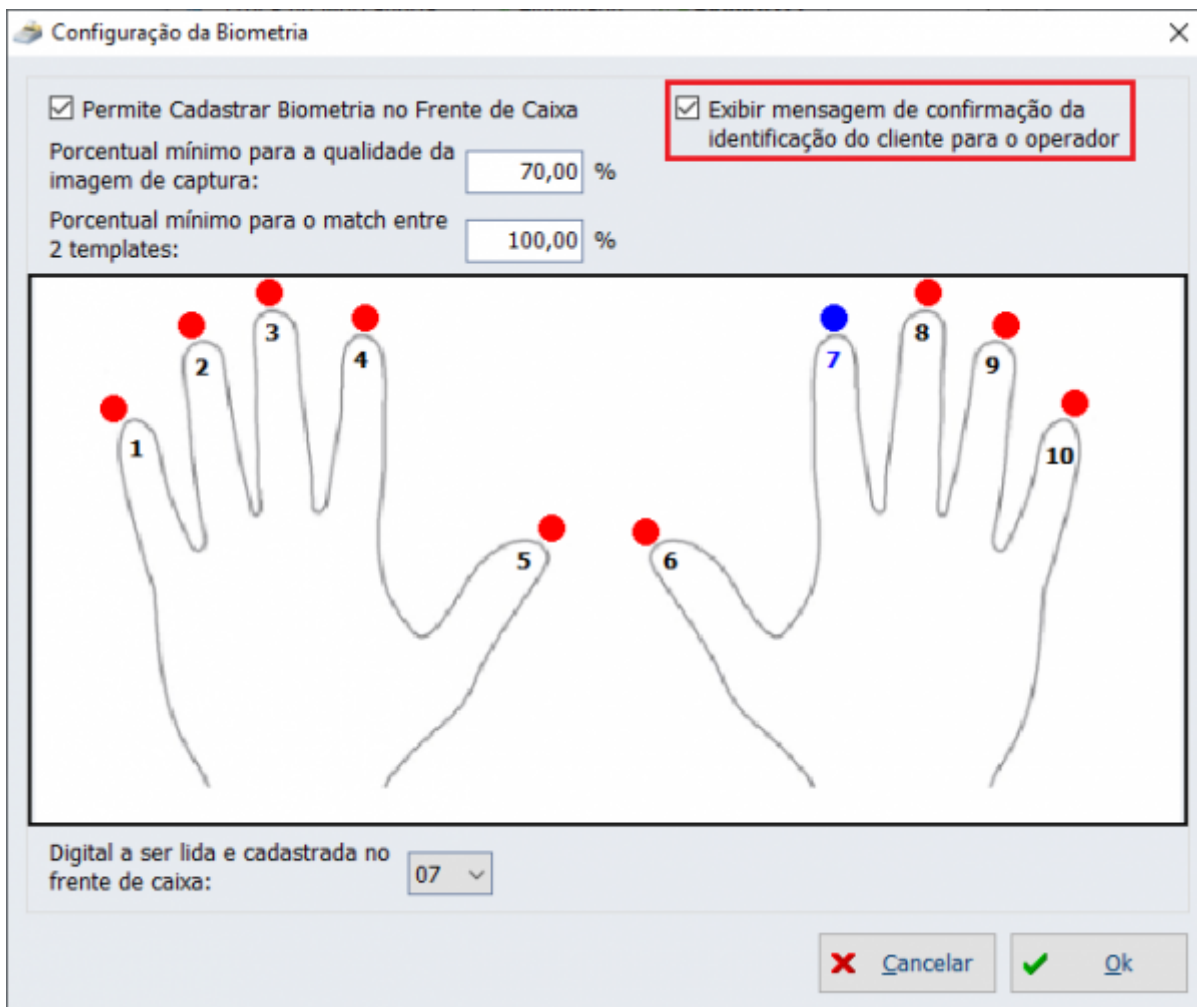 Configuração da Biometria
Permite Cadastrar Biometria no Frente de Caixa
Exibir mensagem de confirmação da
identificação do cliente para o operador
Porcentual mínimo para a qualidade da
imagem de captura:
70,00 %
Porcentual mínimo para o match entre
2 templates:
100,00 %
1
2
3
4
5
6
7
8
9
10
Digital a ser lida e cadastrada no
frente de caixa:
07
Cancelar
Ok